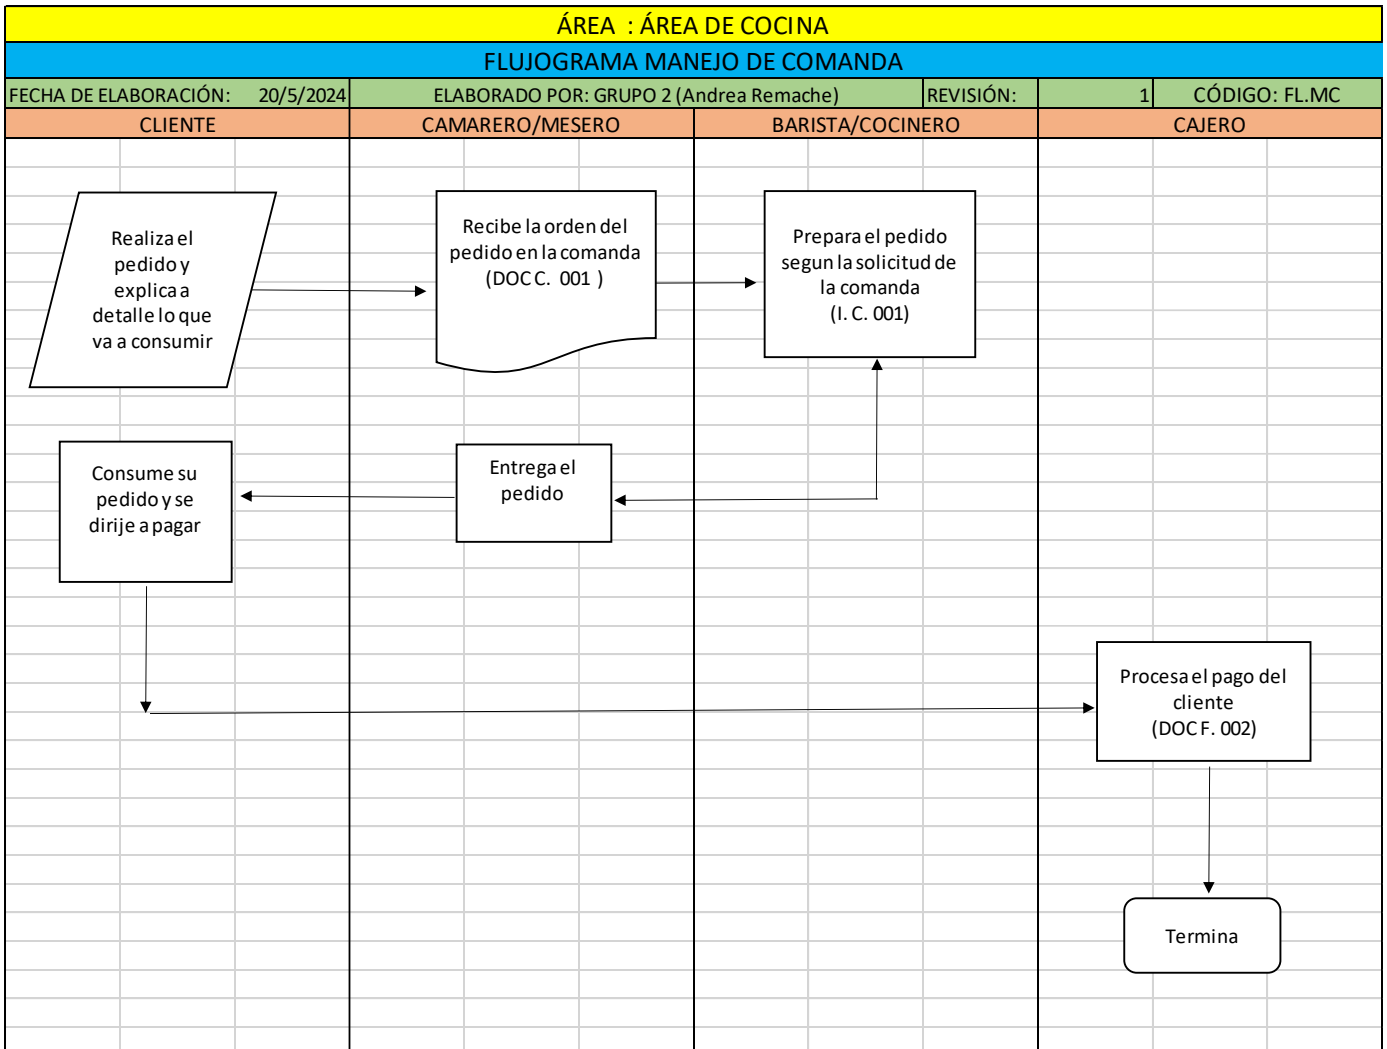 ÁREA : ÁREA DE COCINA
FLUJOGRAMA MANEJO DE COMANDA
FECHA DE ELABORACIÓN: 20/5/2024 ELABORADO POR: GRUPO 2 (Andrea Remache) REVISIÓN: 1 CÓDIGO: FL.MC
CLIENTE CAMARERO/MESERO BARISTA/COCINERO CAJERO
Realiza el
pedido y
explica a
detalle lo que
va a consumir
Recibe la orden del
pedido en la comanda
(DOC C. 001 )
Prepara el pedido
segun la solicitud de
la comanda
(I. C. 001)
Consume su
pedido y se
dirije a pagar
Entrega el
pedido
Procesa el pago del
cliente
(DOC F. 002)
Termina